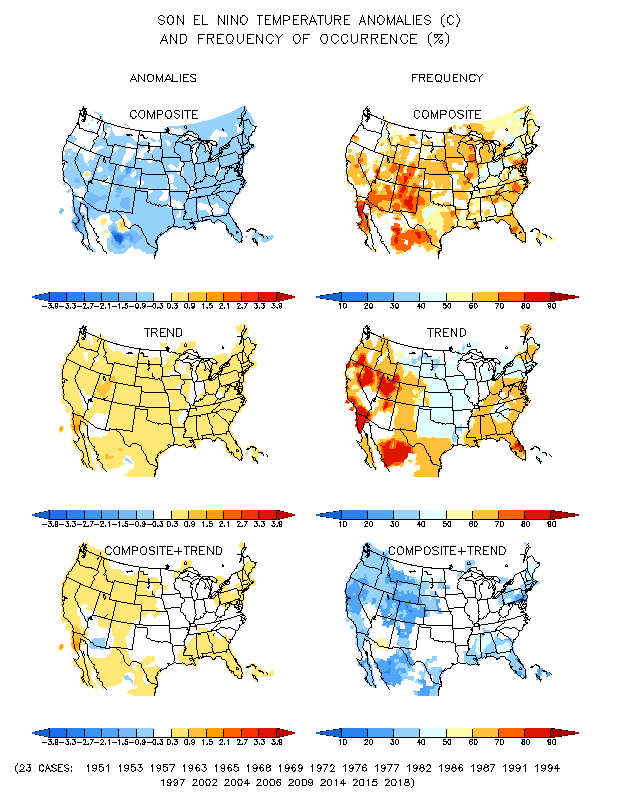 SON EL NINO TEMPERATURE ANOMALIES (C)
AND FREQUENCY OF OCCURRENCE (%)
ANOMALIES
FREQUENCY
COMPOSITE
COMPOSITE
-3.9 -3.3 -2.7 -2.1 -1.5 -0.9 -0.3 0.3 0.9 1.5 2.1 2.7 3.3 3.9
10 20 30 40 50 60 70 80 90
TREND
TREND
-3.9 -3.3 -2.7 -2.1 -1.5 -0.9 -0.3 0.3 0.9 1.5 2.1 2.7 3.3 3.9
10 20 30 40 50 60 70 80 90
COMPOSITE+TREND
COMPOSITE+TREND
-3.9 -3.3 -2.7 -2.1 -1.5 -0.9 -0.3 0.3 0.9 1.5 2.1 2.7 3.3 3.9
10 20 30 40 50 60 70 80 90
(23 CASES: 1951 1953 1957 1963 1965 1968 1969 1972 1976 1977 1982 1986 1987 1991 1994
1997 2002 2004 2006 2009 2014 2015 2018)